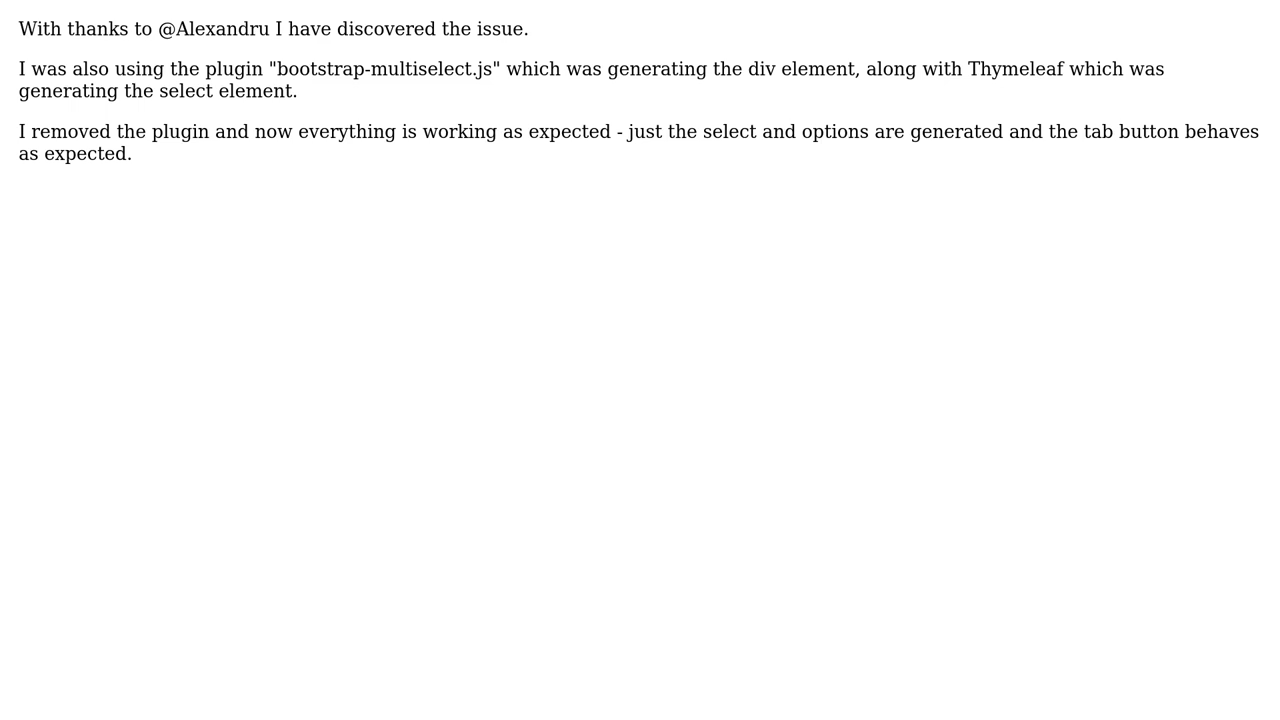 With thanks to @Alexandru I have discovered the issue.
I was also using the plugin "bootstrap-multiselect.js" which was generating the div element, along with Thymeleaf which was
generating the select element.
I removed the plugin and now everything is working as expected - just the select and options are generated and the tab button behaves
as expected.